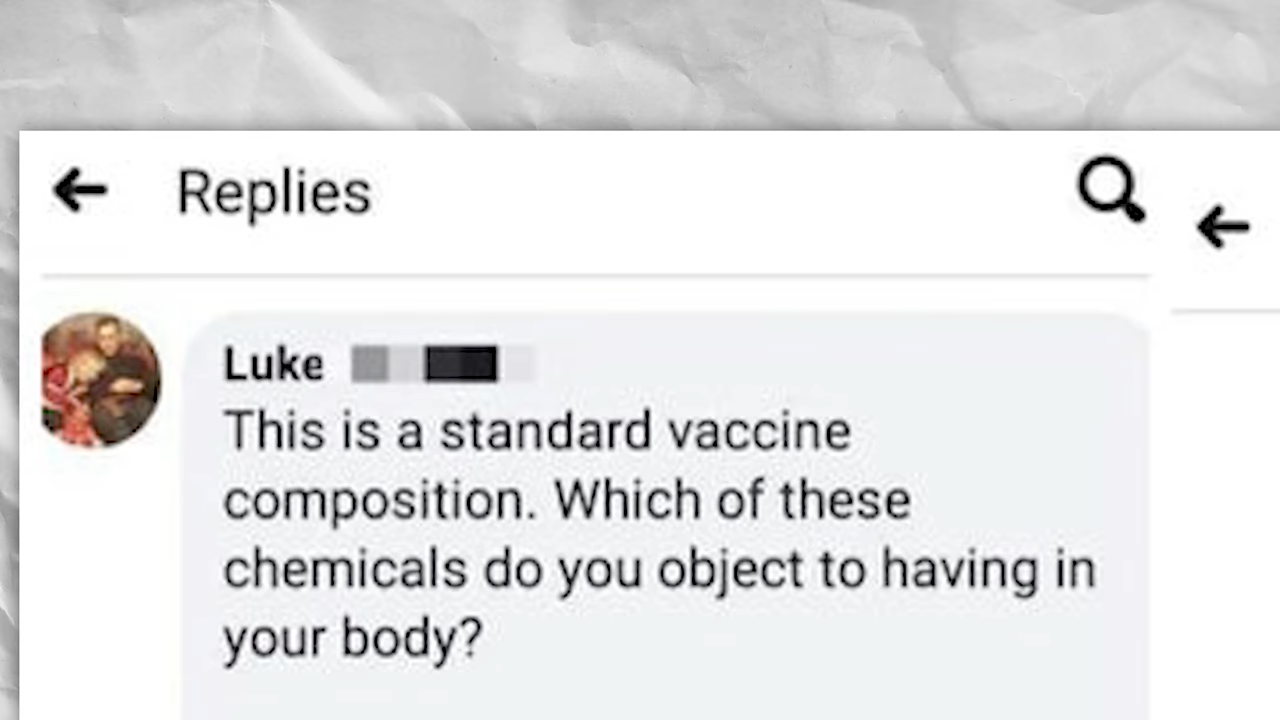 Replies
Luke
This is a standard vaccine
composition. Which of these
chemicals do you object to having in
your body?